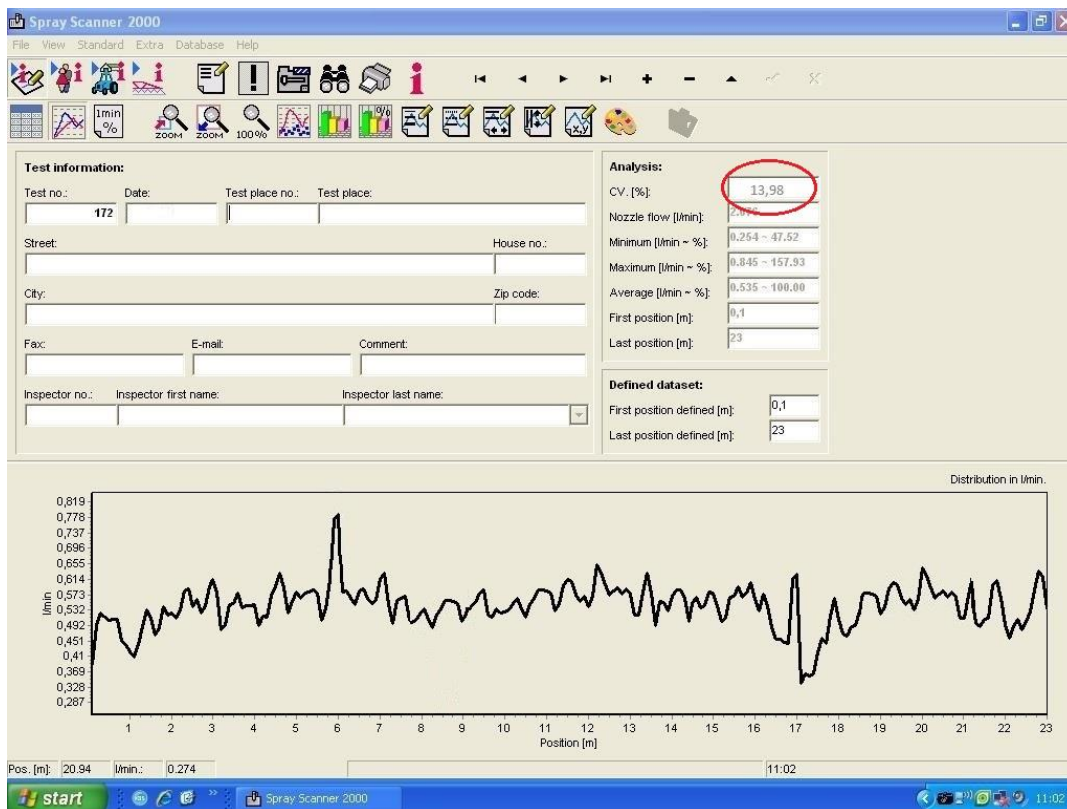 Spray Scanner 2000
File View Standard Extra Database Help
1min
%
ZOOM ZOOM 100% %
x,y
Test information:
Test no.: Date: Test place no.: Test place:
172
Street: House no.:
City: Zip code:
Fax: E-mail: Comment:
Inspector no.: Inspector first name: Inspector last name:
Analysis:
CV. [%]: 13,98
Nozzle flow [l/min]:
Minimum [l/min ~ %]: 0.254 ~ 47.52
Maximum [l/min ~ %]: 0.845 ~ 157.93
Average [l/min ~ %]: 0.535 ~ 100.00
First position [m]: 0,1
Last position [m]: 23
Defined dataset:
First position defined [m]: 0,1
Last position defined [m]: 23
Distribution in l/min.
0,819
0,778
0,737
0,696
0,655
0,614
0,573
0,532
0,492
0,451
0,41
0,369
0,328
0,287
l/min
1 2 3 4 5 6 7 8 9 10 11 12 13 14 15 16 17 18 19 20 21 22 23
Position [m]
Pos. [m]: 20.94 l/min.: 0.274 11:02
start Spray Scanner 2000 11:02